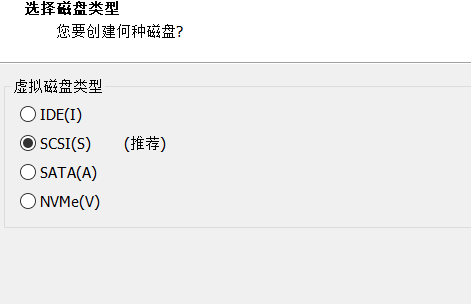 选择磁盘类型
您要创建何种磁盘?
虚拟磁盘类型
IDE(I)
SCSI(S) (推荐)
SATA(A)
NVMe(V)